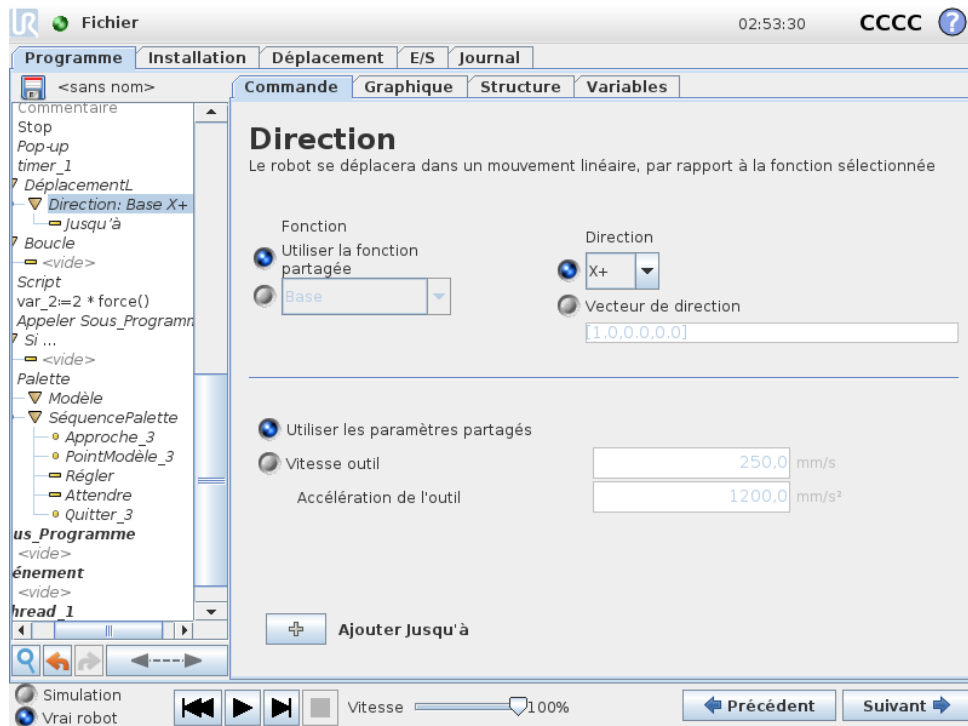 UR
Fichier
02:53:30
CCCC
?
Programme
Installation
Déplacement
E/S
Journal
<sans nom>
Commande
Graphique
Structure
Variables
Commentaire
Stop
Pop-up
timer_1
DéplacementL
Direction: Base X+
Jusqu'à
Boucle
<vide>
Script
var_2:=2 * force()
Appeler Sous_Programm
Si ...
<vide>
Palette
Modèle
SéquencePalette
Approche_3
PointModèle_3
Régler
Attendre
Quitter_3
us_Programme
<vide>
énement
<vide>
hread_1
Direction
Le robot se déplacera dans un mouvement linéaire, par rapport à la fonction sélectionnée
Fonction
Utiliser la fonction
partagée
Base
Direction
X+
Vecteur de direction
[1.0,0.0,0.0]
Utiliser les paramètres partagés
Vitesse outil
250,0 mm/s
Accélération de l'outil
1200,0 mm/s²
Ajouter Jusqu'à
Simulation
Vrai robot
Vitesse
100%
Précédent
Suivant